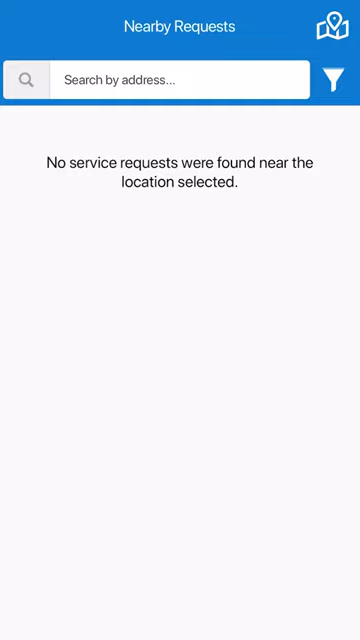 Nearby Requests
Search by address...
No service requests were found near the
location selected.